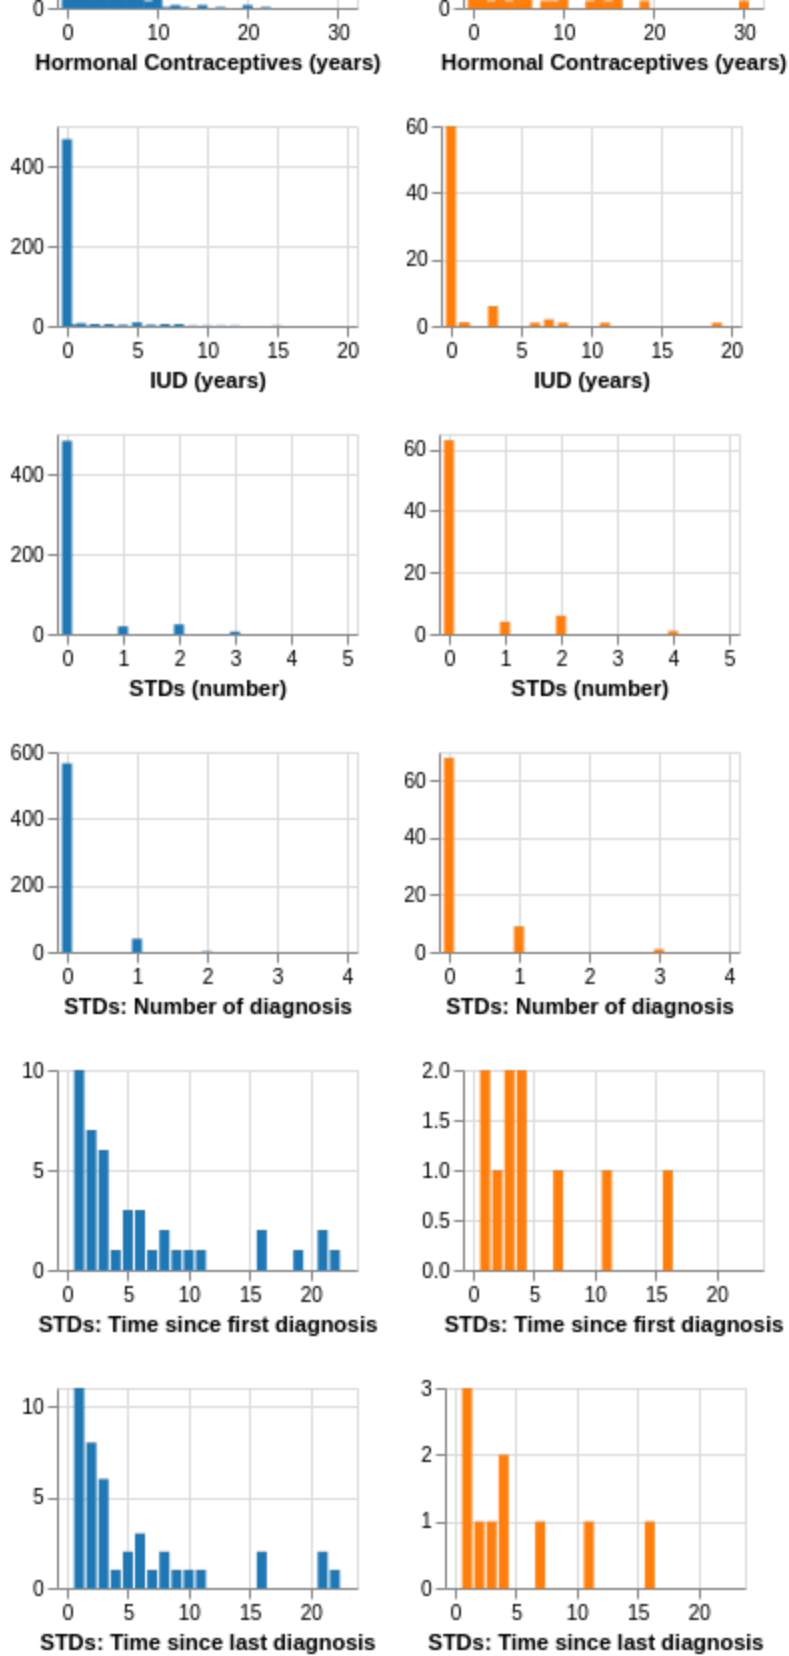 0 0
0 10 20 30 0 10 20 30
Hormonal Contraceptives (years) Hormonal Contraceptives (years)
400
200
0
0 5 10 15 20
IUD (years)
60
40
20
0
0 5 10 15 20
IUD (years)
400
200
0
0 1 2 3 4 5
STDs (number)
60
40
20
0
0 1 2 3 4 5
STDs (number)
600
400
200
0
0 1 2 3 4
STDs: Number of diagnosis
60
40
20
0
0 1 2 3 4
STDs: Number of diagnosis
10
5
0
0 5 10 15 20
STDs: Time since first diagnosis
2.0
1.5
1.0
0.5
0.0
0 5 10 15 20
STDs: Time since first diagnosis
10
5
0
0 5 10 15 20
STDs: Time since last diagnosis
3
2
1
0
0 5 10 15 20
STDs: Time since last diagnosis